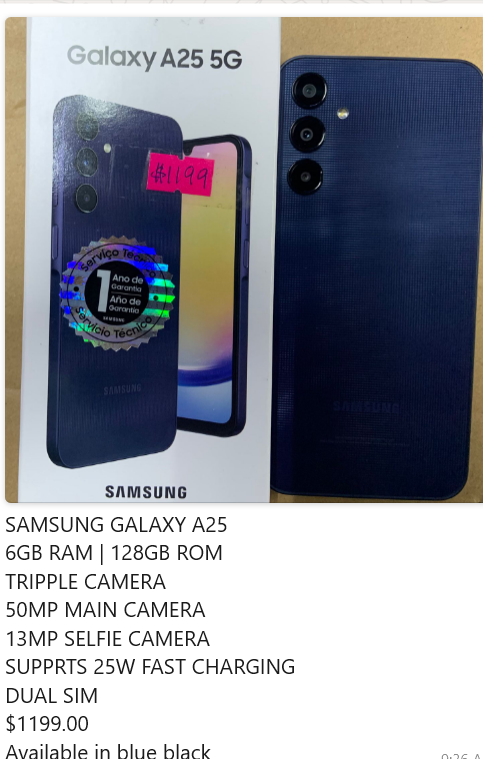 Galaxy A25 5G
$1199
Serviço Técnico
1 Ano de
Garantia
Año de
Garantia
SAMSUNG
Servicio Técnico
SAMSUNG
SAMSUNG
SAMSUNG
SAMSUNG GALAXY A25
6GB RAM | 128GB ROM
TRIPPLE CAMERA
50MP MAIN CAMERA
13MP SELFIE CAMERA
SUPPRTS 25W FAST CHARGING
DUAL SIM
$1199.00
Available in blue black